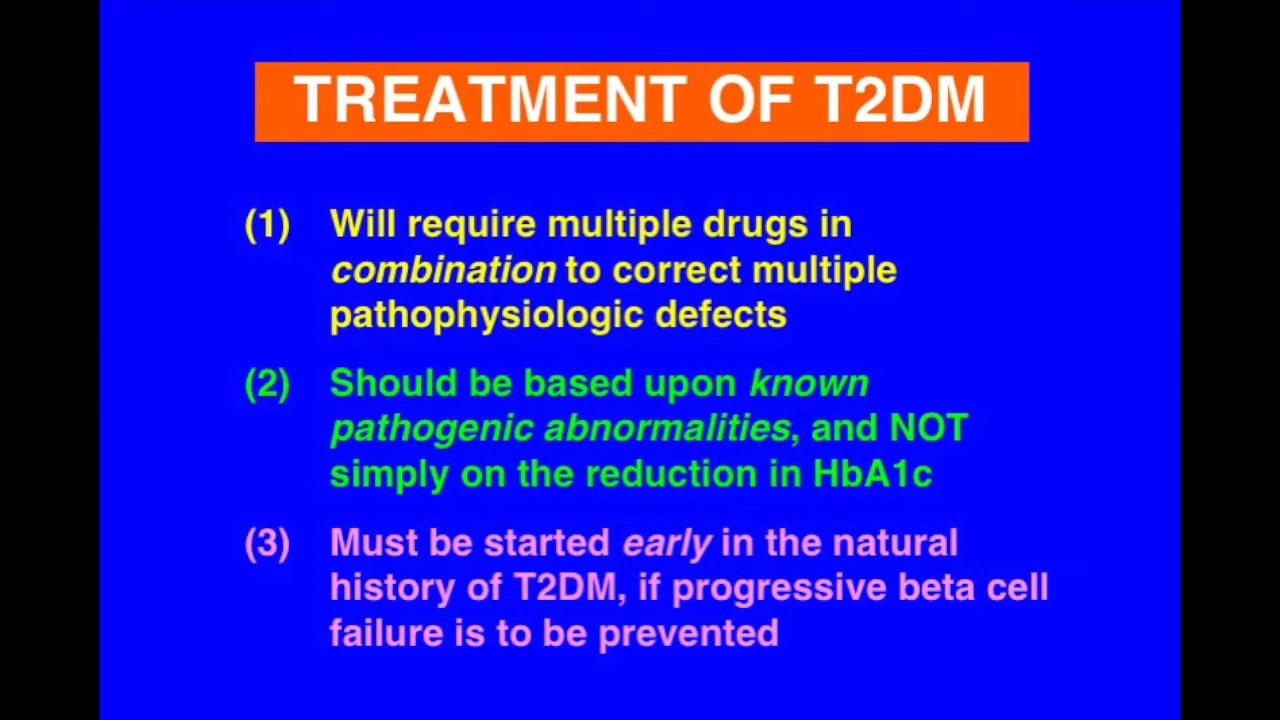 TREATMENT OF T2DM
(1) Will require multiple drugs in
combination to correct multiple
pathophysiologic defects
(2) Should be based upon known
pathogenic abnormalities, and NOT
simply on the reduction in HbA1c
(3) Must be started early in the natural
history of T2DM, if progressive beta cell
failure is to be prevented